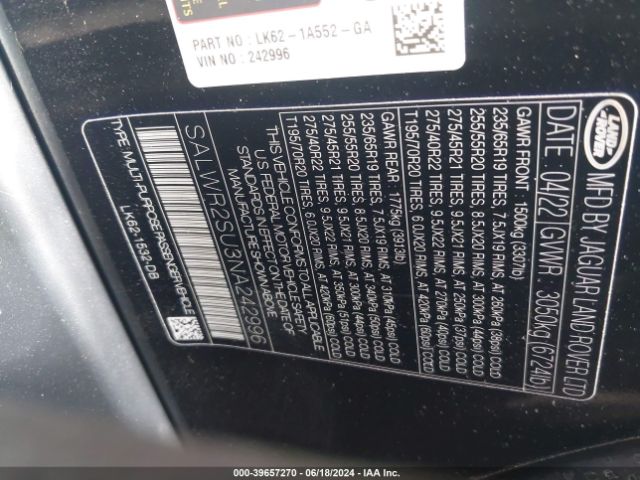 PART NO : LK62 - 1A552 - GA
VIN NO : 242996
LAND
ROVER
MFD BY JAGUAR LAND ROVER LTD
DATE : 04/22 GVWR : 3050kg (6724lb)
GAWR FRONT: 1500kg (3307lb)
235/65R19 TIRES, 7.5JX19 RIMS, AT 260kPa (38psi) COLD
255/55R20 TIRES, 8.5JX20 RIMS, AT 300kPa (44psi) COLD
275/45R21 TIRES, 9.5JX21 RIMS, AT 250kPa (37psi) COLD
275/40R22 TIRES, 9.5JX22 RIMS, AT 270kPa (40psi) COLD
T195/70R20 TIRES, 6.0JX20 RIMS, AT 420kPa (60psi) COLD
GAWR REAR : 1775kg (3913lb)
235/65R19 TIRES, 7.5JX19 RIMS, AT 310kPa (45psi) COLD
255/55R20 TIRES, 8.5JX20 RIMS, AT 340kPa (50psi) COLD
275/45R21 TIRES, 9.5JX21 RIMS, AT 350kPa (51psi) COLD
275/40R22 TIRES, 9.5JX22 RIMS, AT COLD
T195/70R20 TIRES, 6.0JX20 RIMS, AT 420kPa (60psi) COLD
THIS VEHICLE CONFORMS TO ALL APPLICABLE
U.S. FEDERAL MOTOR VEHICLE SAFETY
STANDARDS IN EFFECT ON THE DATE OF
MANUFACTURE SHOWN ABOVE.
SALWR2SU3NA242996
TYPE: MULTI-PURPOSE PASSENGER VEHICLE
LK62-1532-DB
000-39657270 - 06/18/2024 - IAA Inc.